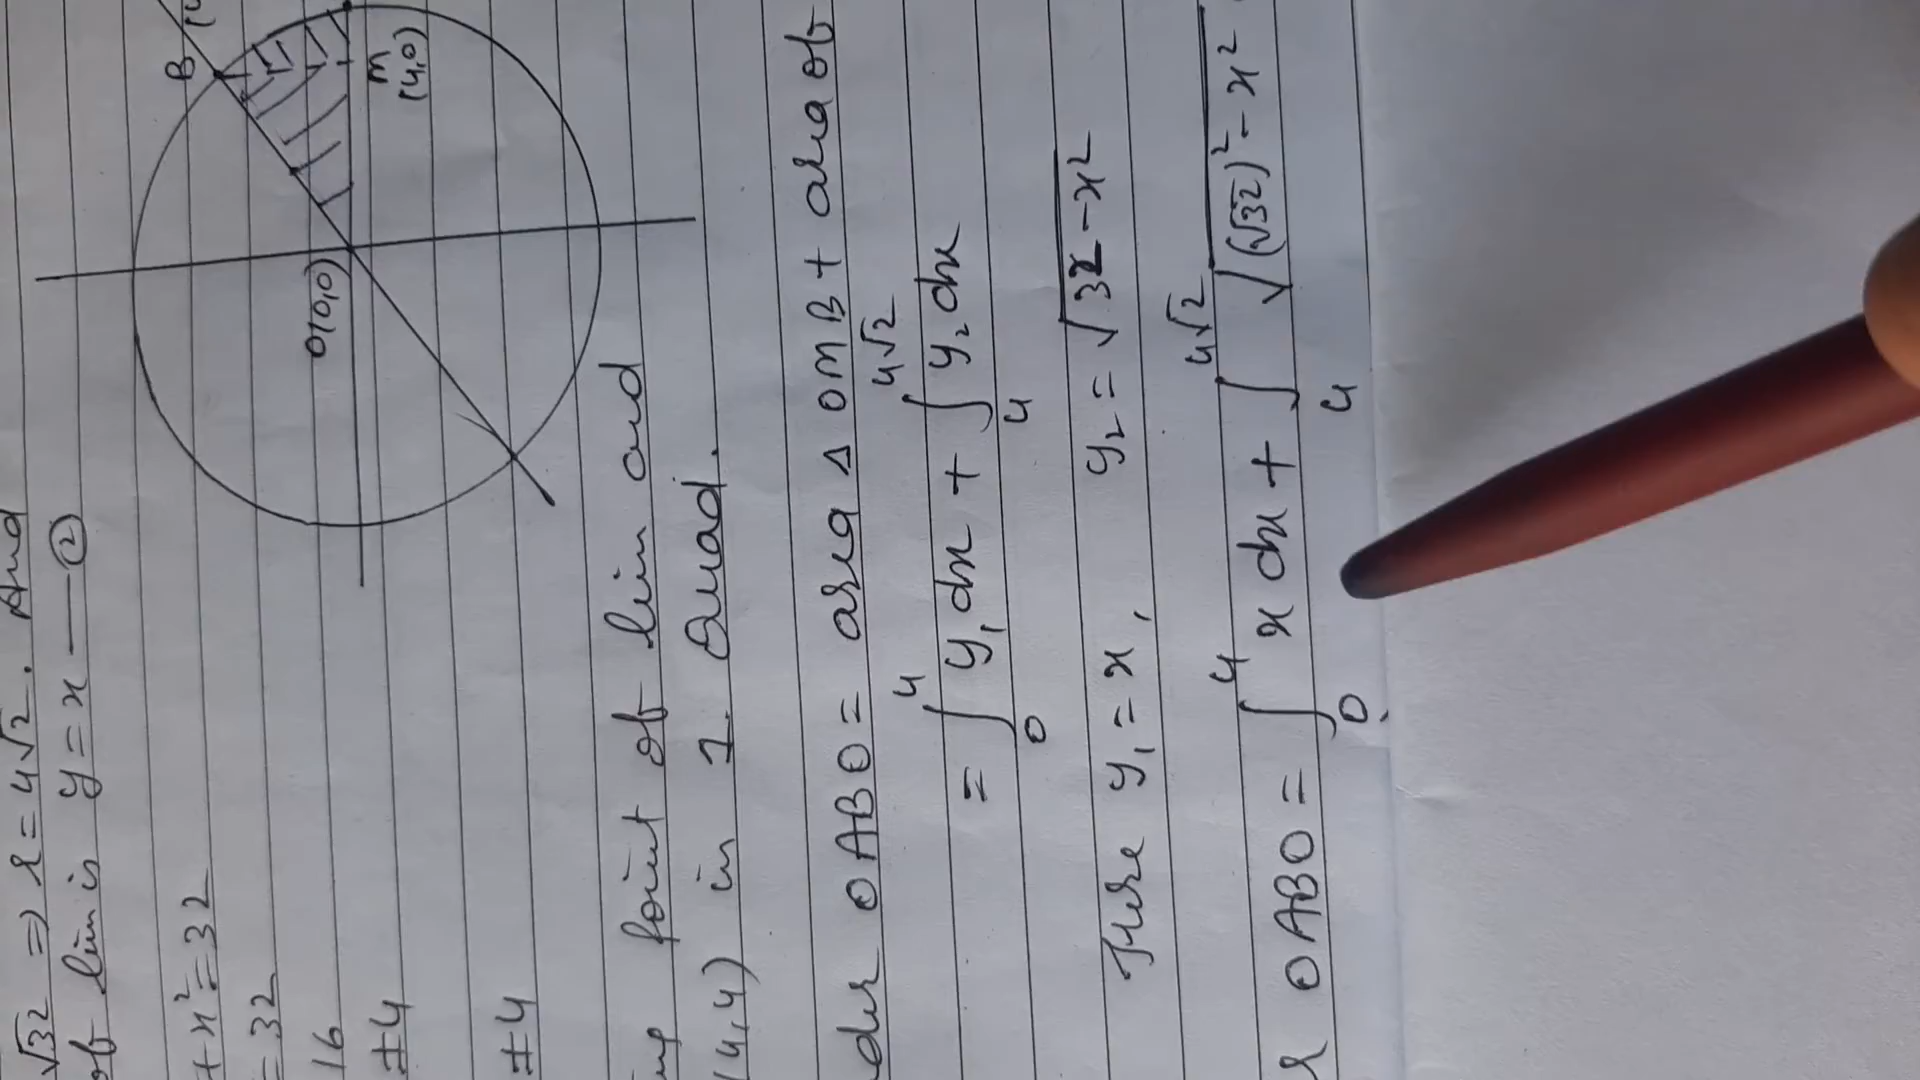 √32 ⇒ r = 4√2. And
of line is y = x — ②
B
m
(4,0)
O(0,0)
+ x² = 32
= 32
16
± 4
± 4
point of line and
(4,4) in 1. Quad.
under OABO = area Δ OMB + area of
= ∫₀⁴ y₁ dx + ∫₄^4√2 y₂ dx
Here y₁ = x, y₂ = √32 - x²
OABO = ∫₀⁴ x dx + ∫₄^4√2 √(√32)² - x²